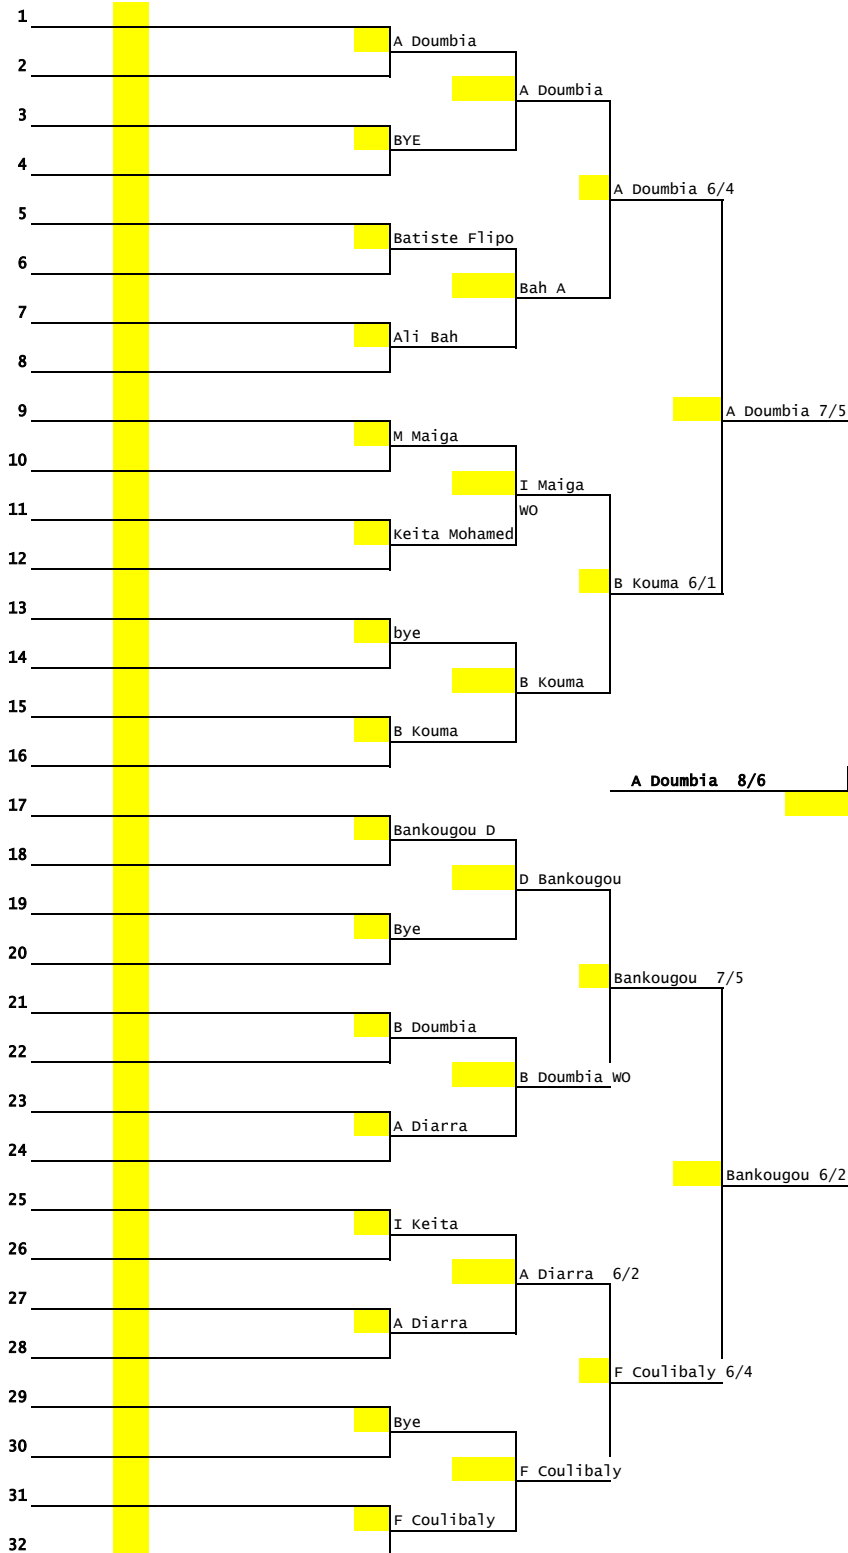 1
A Doumbia
2
A Doumbia
3
BYE
4
A Doumbia 6/4
5
Batiste Flipo
6
Bah A
7
Ali Bah
8
9
A Doumbia 7/5
M Maiga
10
I Maiga
11
WO
Keita Mohamed
12
B Kouma 6/1
13
bye
14
B Kouma
15
B Kouma
16
A Doumbia 8/6
17
Bankougou D
18
D Bankougou
19
Bye
20
Bankougou 7/5
21
B Doumbia
22
B Doumbia WO
23
A Diarra
24
Bankougou 6/2
25
I Keita
26
A Diarra 6/2
27
A Diarra
28
F Coulibaly 6/4
29
Bye
30
F Coulibaly
31
F Coulibaly
32